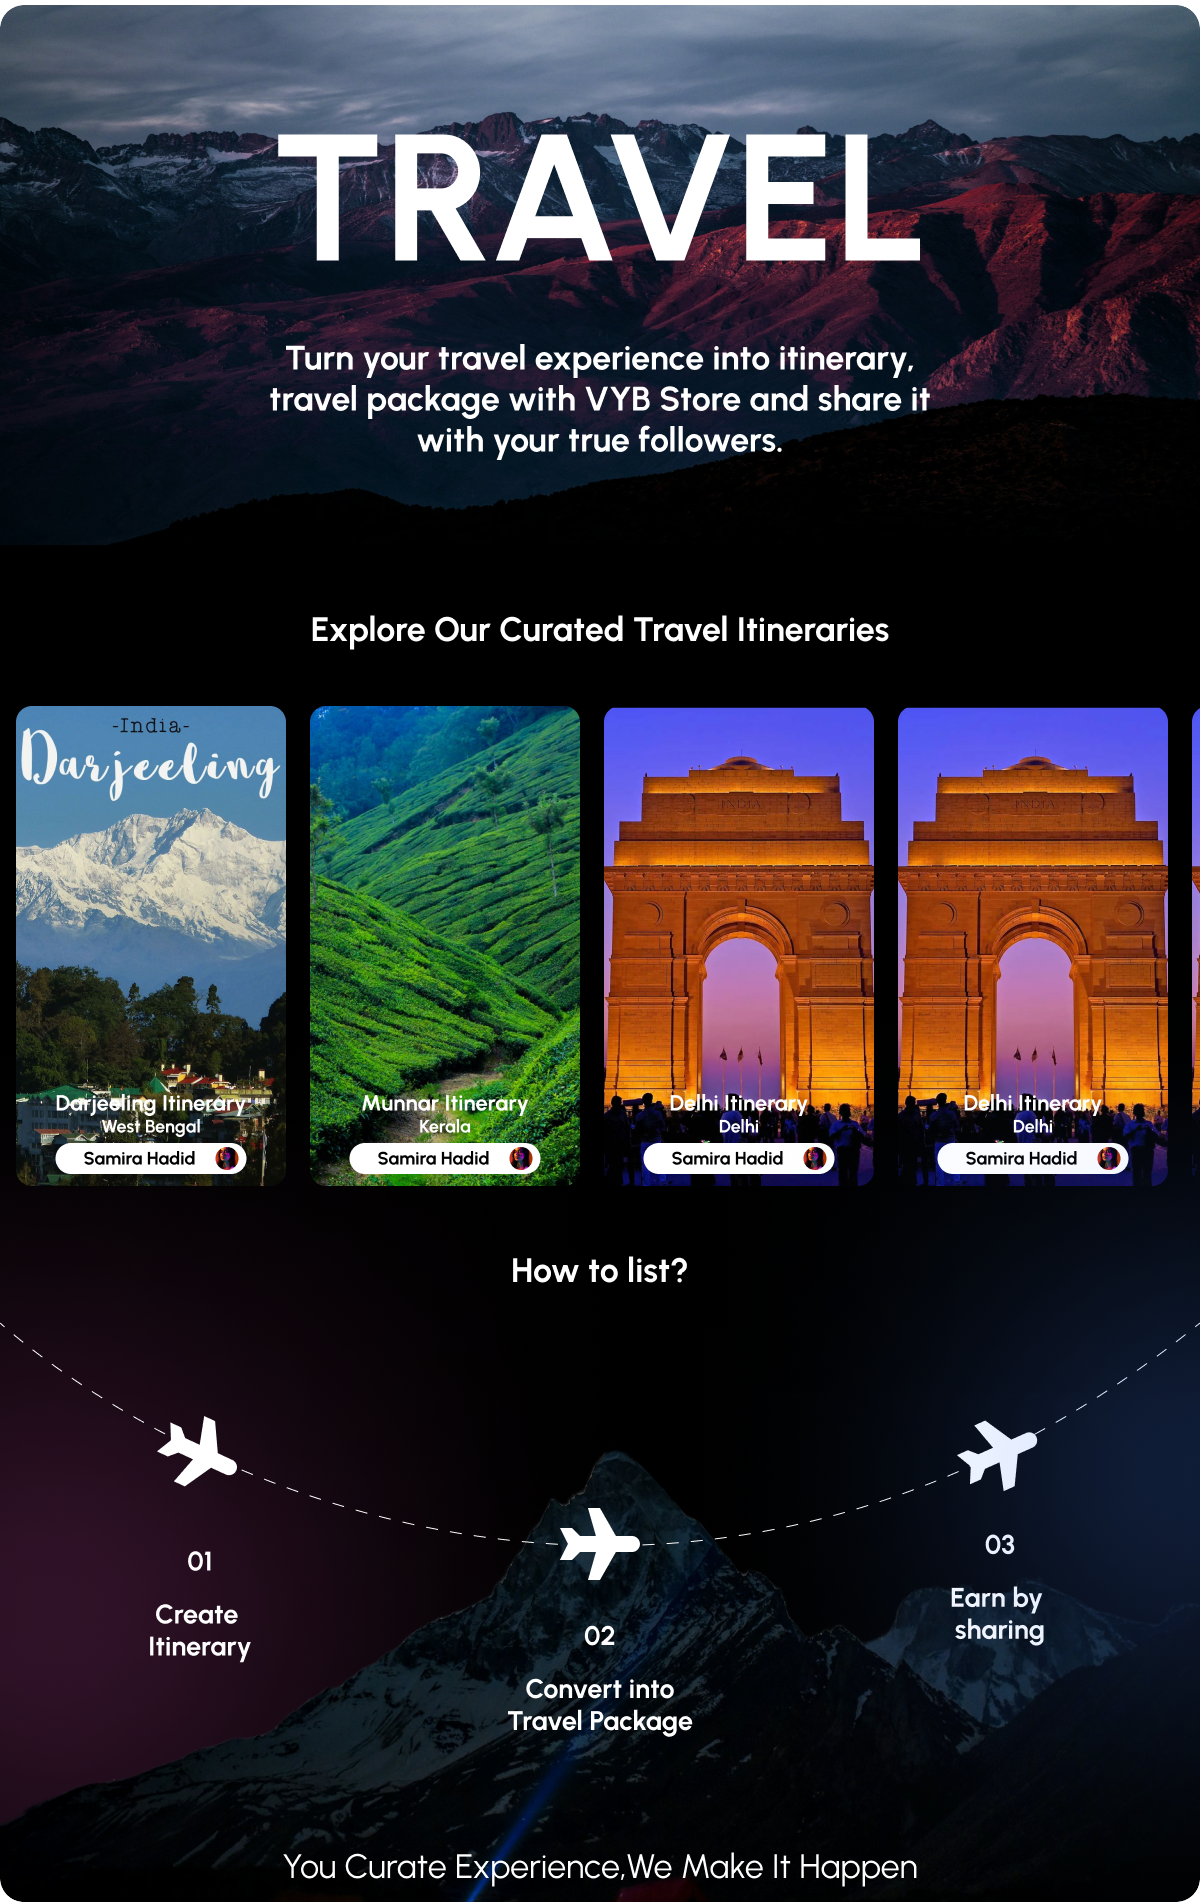 TRAVEL
Turn your travel experience into itinerary,
travel package with VYB Store and share it
with your true followers.
Explore Our Curated Travel Itineraries
-India-
Darjeeling
Darjeeling Itinerary
West Bengal
Samira Hadid
Munnar Itinerary
Kerala
Samira Hadid
INDIA
Delhi Itinerary
Delhi
Samira Hadid
INDIA
Delhi Itinerary
Delhi
Samira Hadid
How to list?
01
Create
Itinerary
02
Convert into
Travel Package
03
Earn by
sharing
You Curate Experience,We Make It Happen